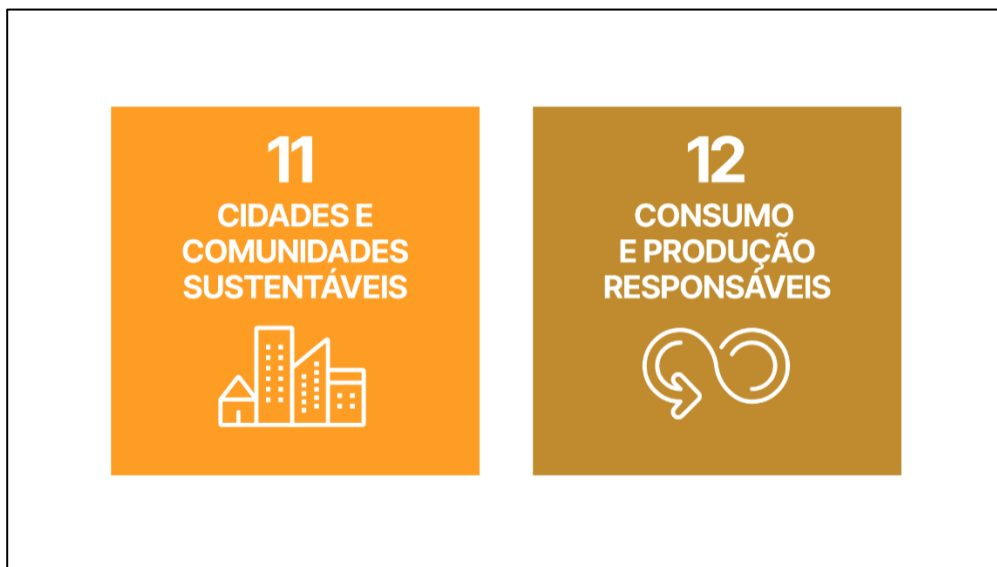 11
CIDADES E
COMUNIDADES
SUSTENTÁVEIS
12
CONSUMO
E PRODUÇÃO
RESPONSÁVEIS